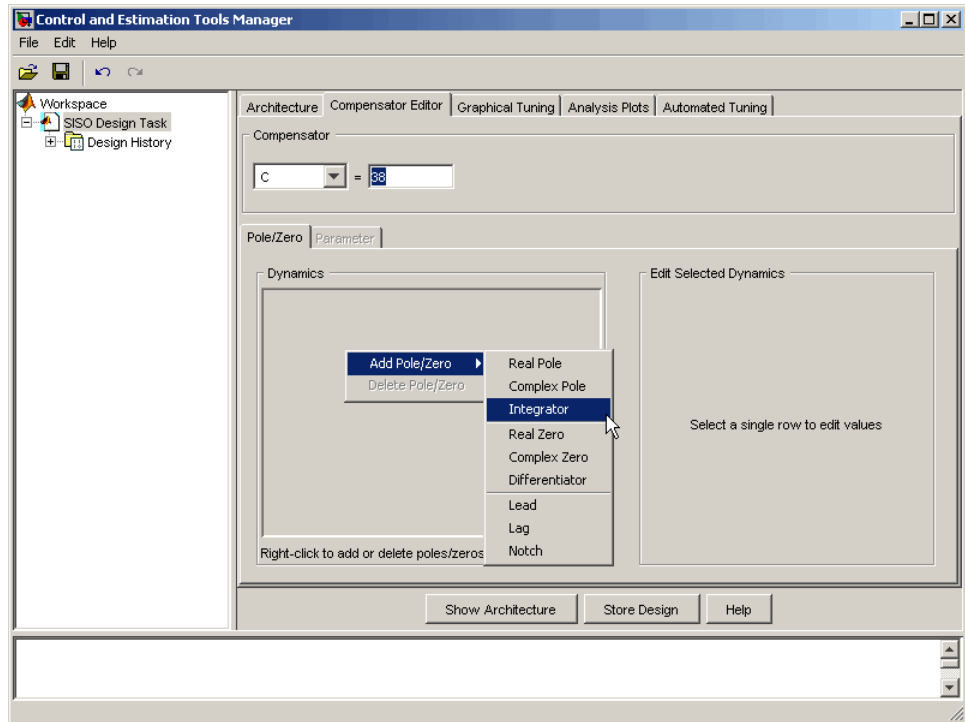 Control and Estimation Tools Manager
File Edit Help
Workspace
SISO Design Task
Design History
Architecture Compensator Editor Graphical Tuning Analysis Plots Automated Tuning
Compensator
C = 38
Pole/Zero Parameter
Dynamics
Edit Selected Dynamics
Add Pole/Zero
Delete Pole/Zero
Real Pole
Complex Pole
Integrator
Real Zero
Complex Zero
Differentiator
Lead
Lag
Notch
Select a single row to edit values
Right-click to add or delete poles/zeros
Show Architecture Store Design Help